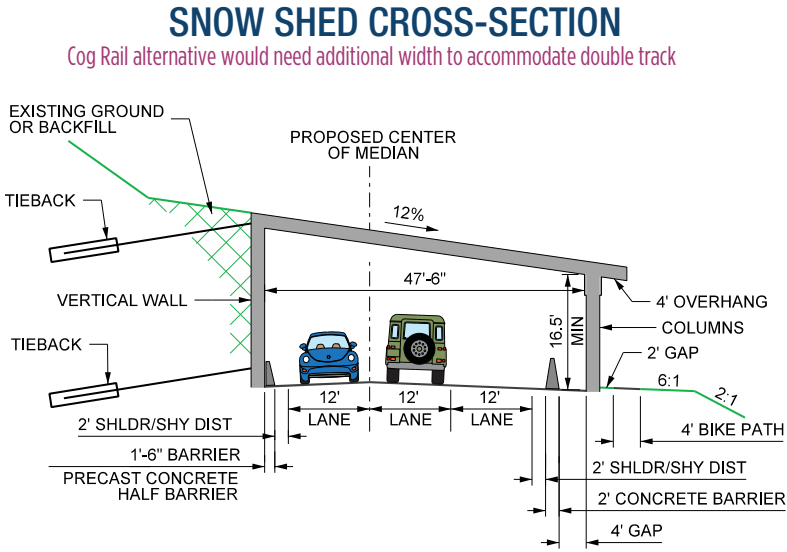 SNOW SHED CROSS-SECTION
Cog Rail alternative would need additional width to accommodate double track
EXISTING GROUND
OR BACKFILL
PROPOSED CENTER
OF MEDIAN
TIEBACK
12%
47'-6"
VERTICAL WALL
4' OVERHANG
16.5'
MIN
COLUMNS
TIEBACK
2' GAP
6:1
2:1
12'
LANE
12'
LANE
12'
LANE
2' SHLDR/SHY DIST
4' BIKE PATH
1'-6" BARRIER
PRECAST CONCRETE
HALF BARRIER
2' SHLDR/SHY DIST
2' CONCRETE BARRIER
4' GAP